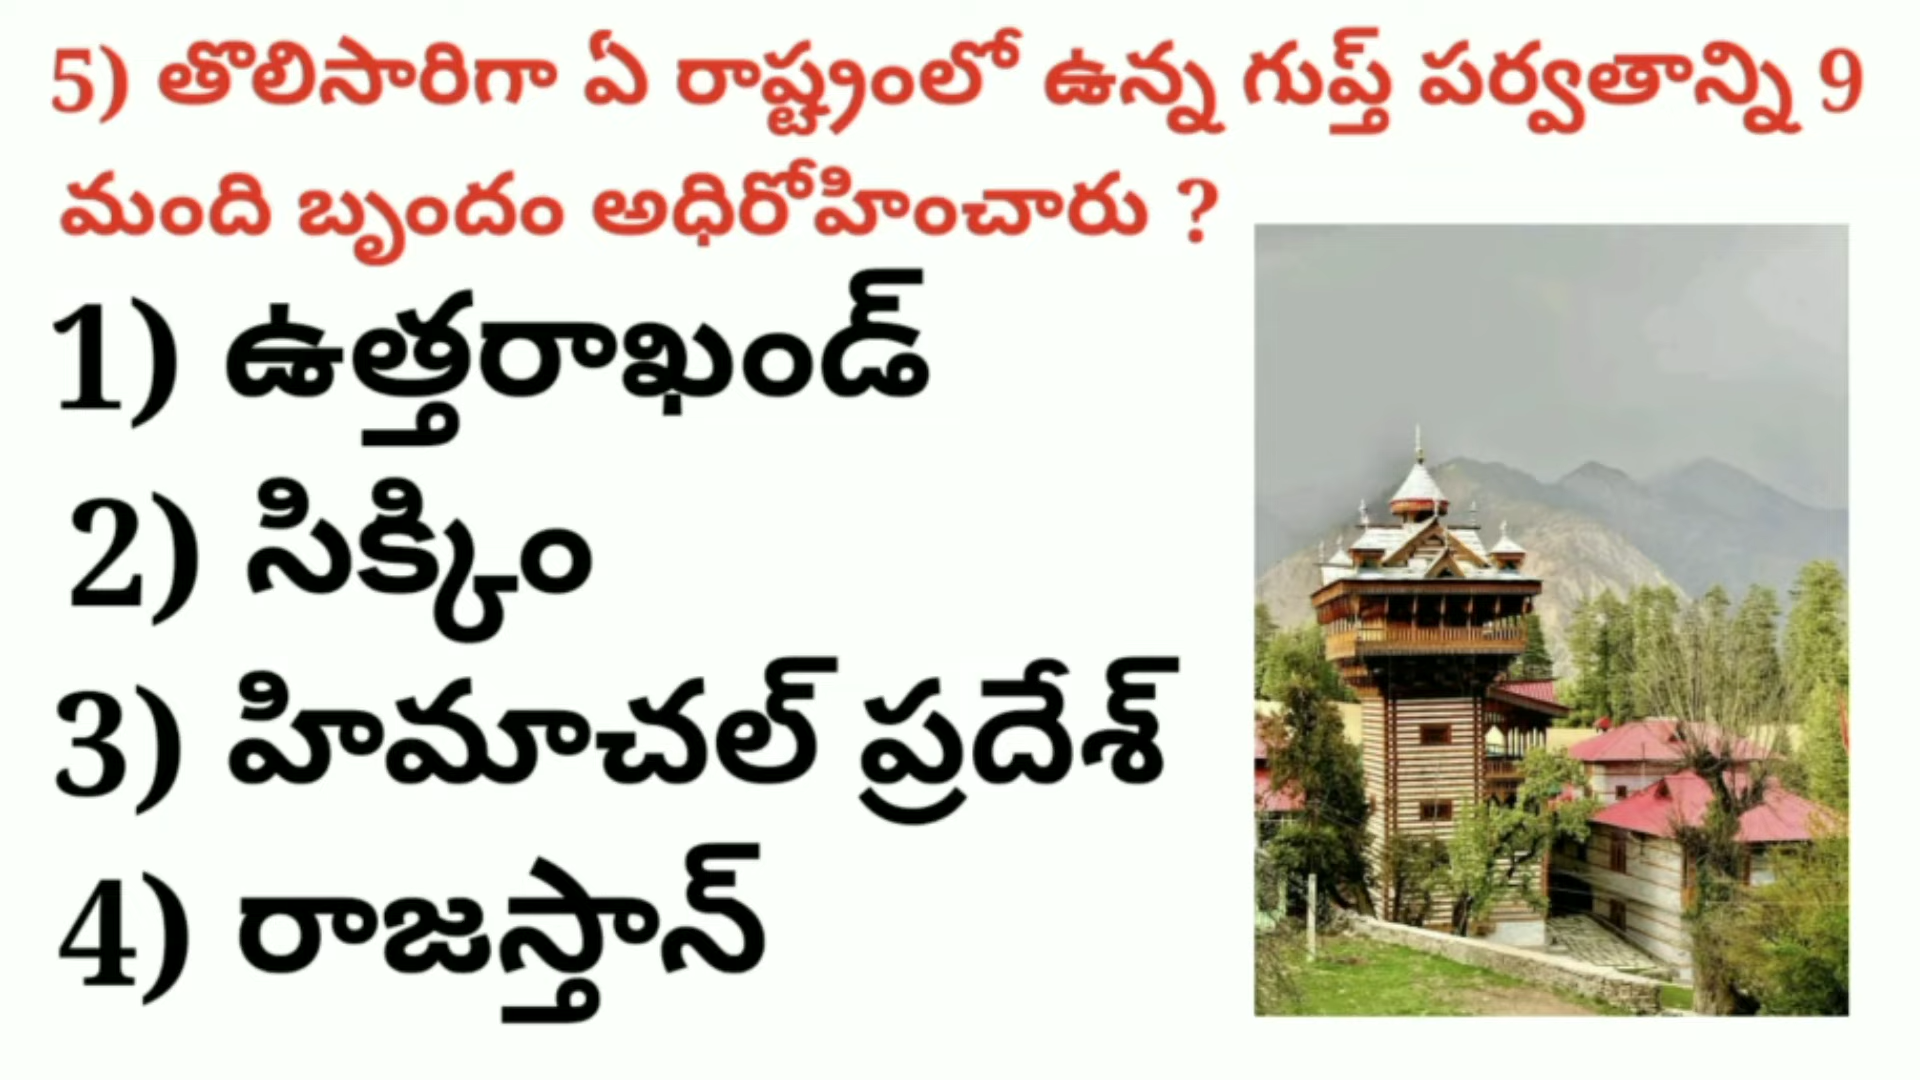 5) తొలిసారిగా ఏ రాష్ట్రంలో ఉన్న గుప్త్ పర్వతాన్ని 9
మంది బృందం అధిరోహించారు ?
1) ఉత్తరాఖండ్
2) సిక్కిం
3) హిమాచల్ ప్రదేశ్
4) రాజస్తాన్